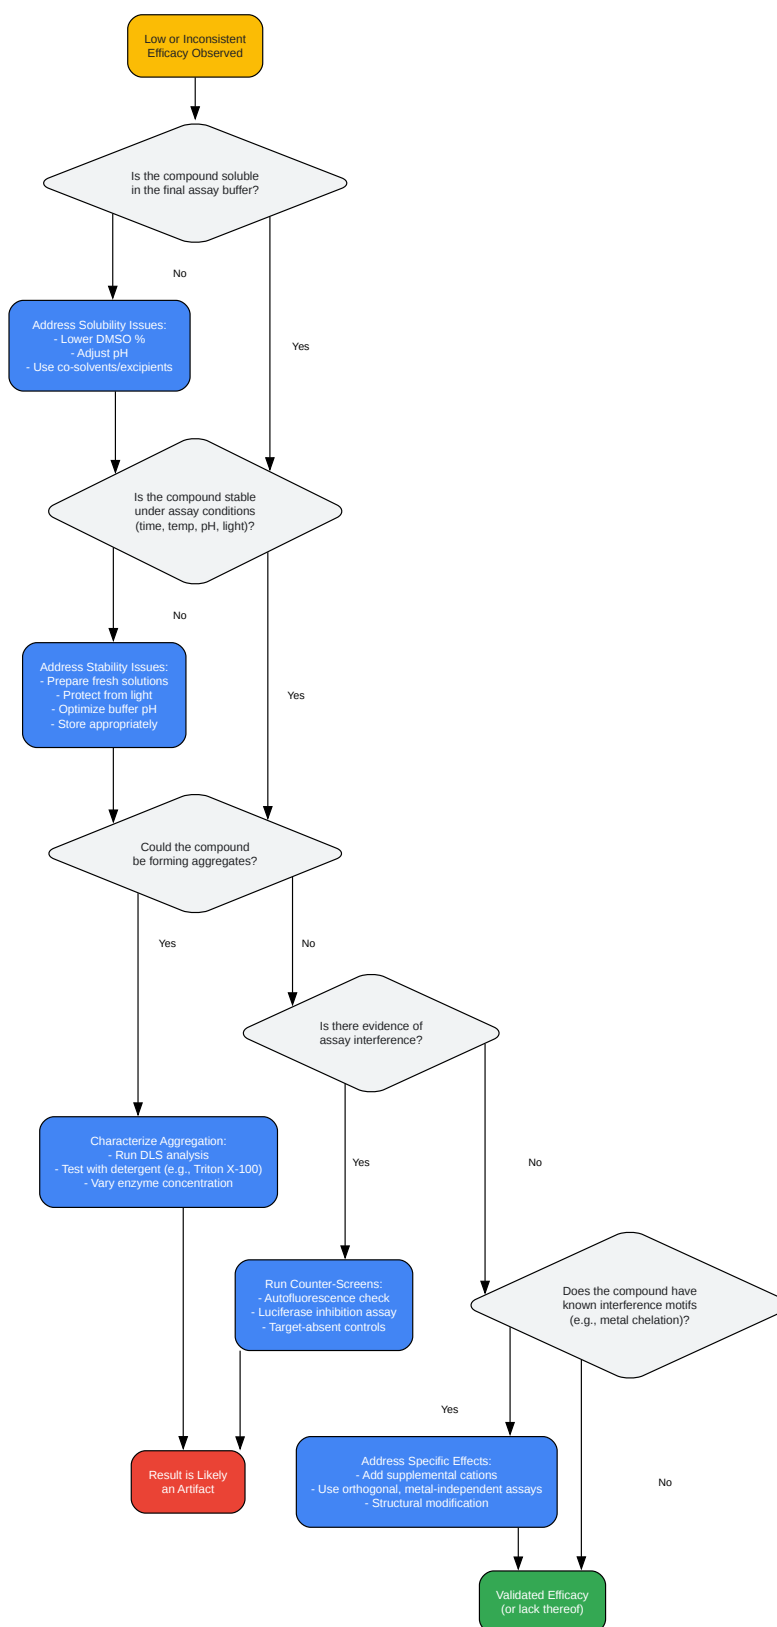 Low or Inconsistent
Efficacy Observed
Is the compound soluble
in the final assay buffer?
No
Address Solubility Issues:
- Lower DMSO %
- Adjust pH
- Use co-solvents/excipients
Yes
Is the compound stable
under assay conditions
(time, temp, pH, light)?
No
Address Stability Issues:
- Prepare fresh solutions
- Protect from light
- Optimize buffer pH
- Store appropriately
Yes
Could the compound
be forming aggregates?
Yes
No
Is there evidence of
assay interference?
Characterize Aggregation:
- Run DLS analysis
- Test with detergent (e.g., Triton X-100)
- Vary enzyme concentration
Yes
No
Run Counter-Screens:
- Autofluorescence check
- Luciferase inhibition assay
- Target-absent controls
Does the compound have
known interference motifs
(e.g., metal chelation)?
Yes
Result is Likely
an Artifact
Address Specific Effects:
- Add supplemental cations
- Use orthogonal, metal-independent assays
- Structural modification
No
Validated Efficacy
(or lack thereof)